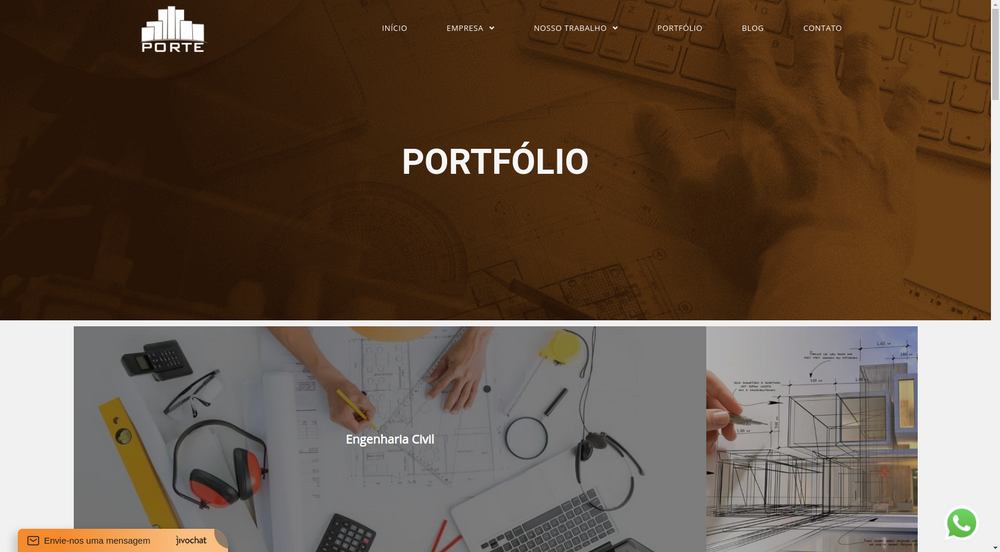 PORTE
INÍCIO
EMPRESA
NOSSO TRABALHO
PORTFÓLIO
BLOG
CONTATO
PORTFÓLIO
Engenharia Civil
Envie-nos uma mensagem
jivochat